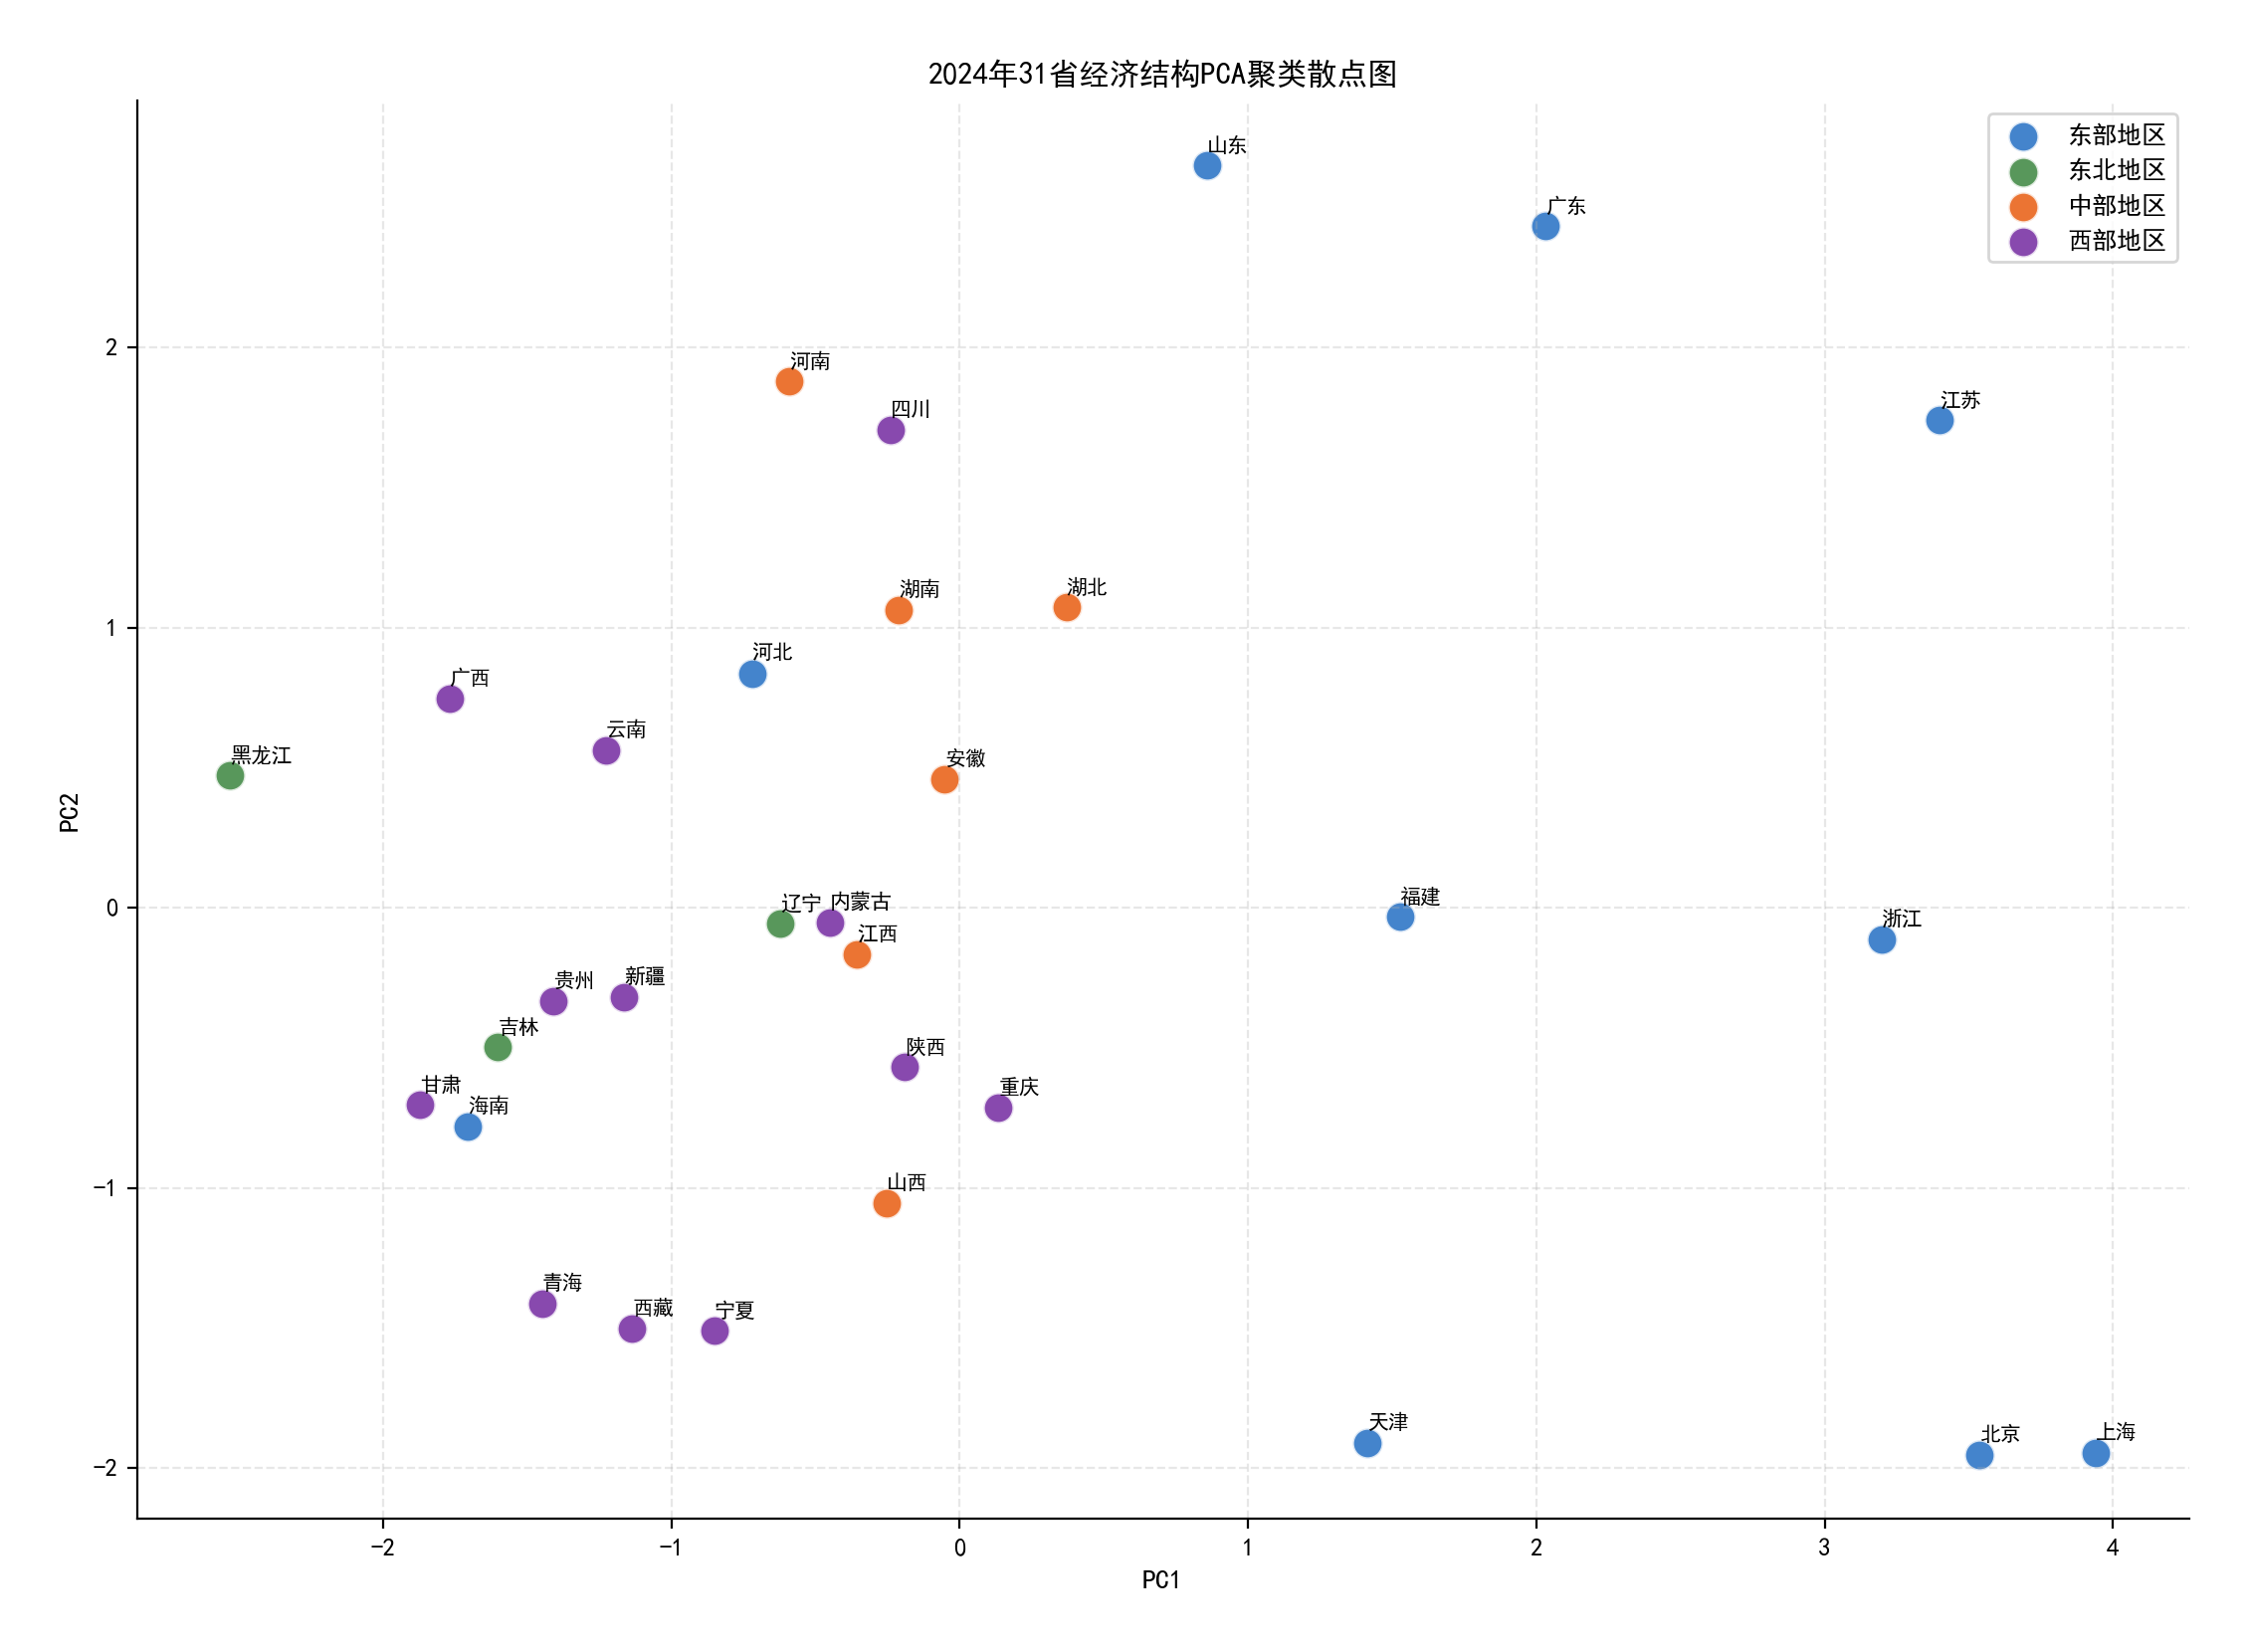 2024年31省经济结构PCA聚类散点图
东部地区
东北地区
中部地区
西部地区
山东
广东
河南
江苏
四川
湖南
湖北
河北
广西
云南
黑龙江
安徽
辽宁
内蒙古
福建
浙江
江西
贵州
新疆
吉林
陕西
甘肃
重庆
海南
山西
青海
西藏
宁夏
天津
北京
上海
2
1
0
−1
−2
PC2
−2
−1
0
1
2
3
4
PC1